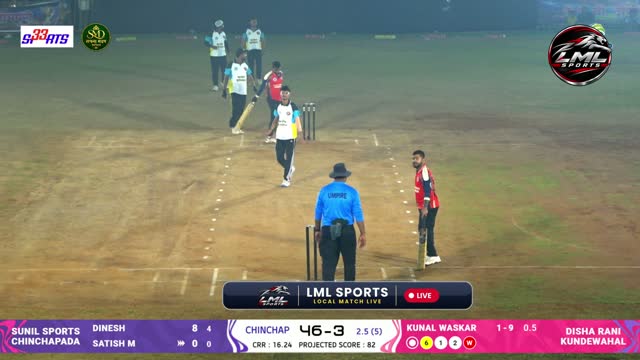 33
SPORTS
S&D
LML
SPORTS
UMPIRE
LML SPORTS
LOCAL MATCH LIVE
LIVE
SUNIL SPORTS
CHINCHAPADA
DINESH 8 4
SATISH M 0 0
CHINCHAP 46-3 2.5 (5)
CRR : 16.24 PROJECTED SCORE : 82
KUNAL WASKAR 1-9 0.5
6 1 2 W
DISHA RANI
KUNDEWAHAL